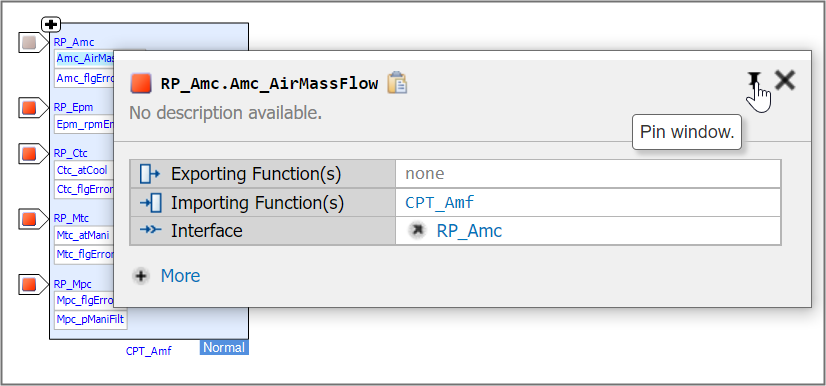 RP_Amc
Amc_AirMas
Amc_flgErro
RP_Epm
Epm_rpmEn
RP_Ctc
Ctc_atCool
Ctc_flgError
RP_Mtc
Mtc_atMani
Mtc_flgError
RP_Mpc
Mpc_flgErro
Mpc_pManiFilt
CPT_Amf
Normal
RP_Amc.Amc_AirMassFlow
No description available.
Pin window.
Exporting Function(s) none
Importing Function(s) CPT_Amf
Interface RP_Amc
More